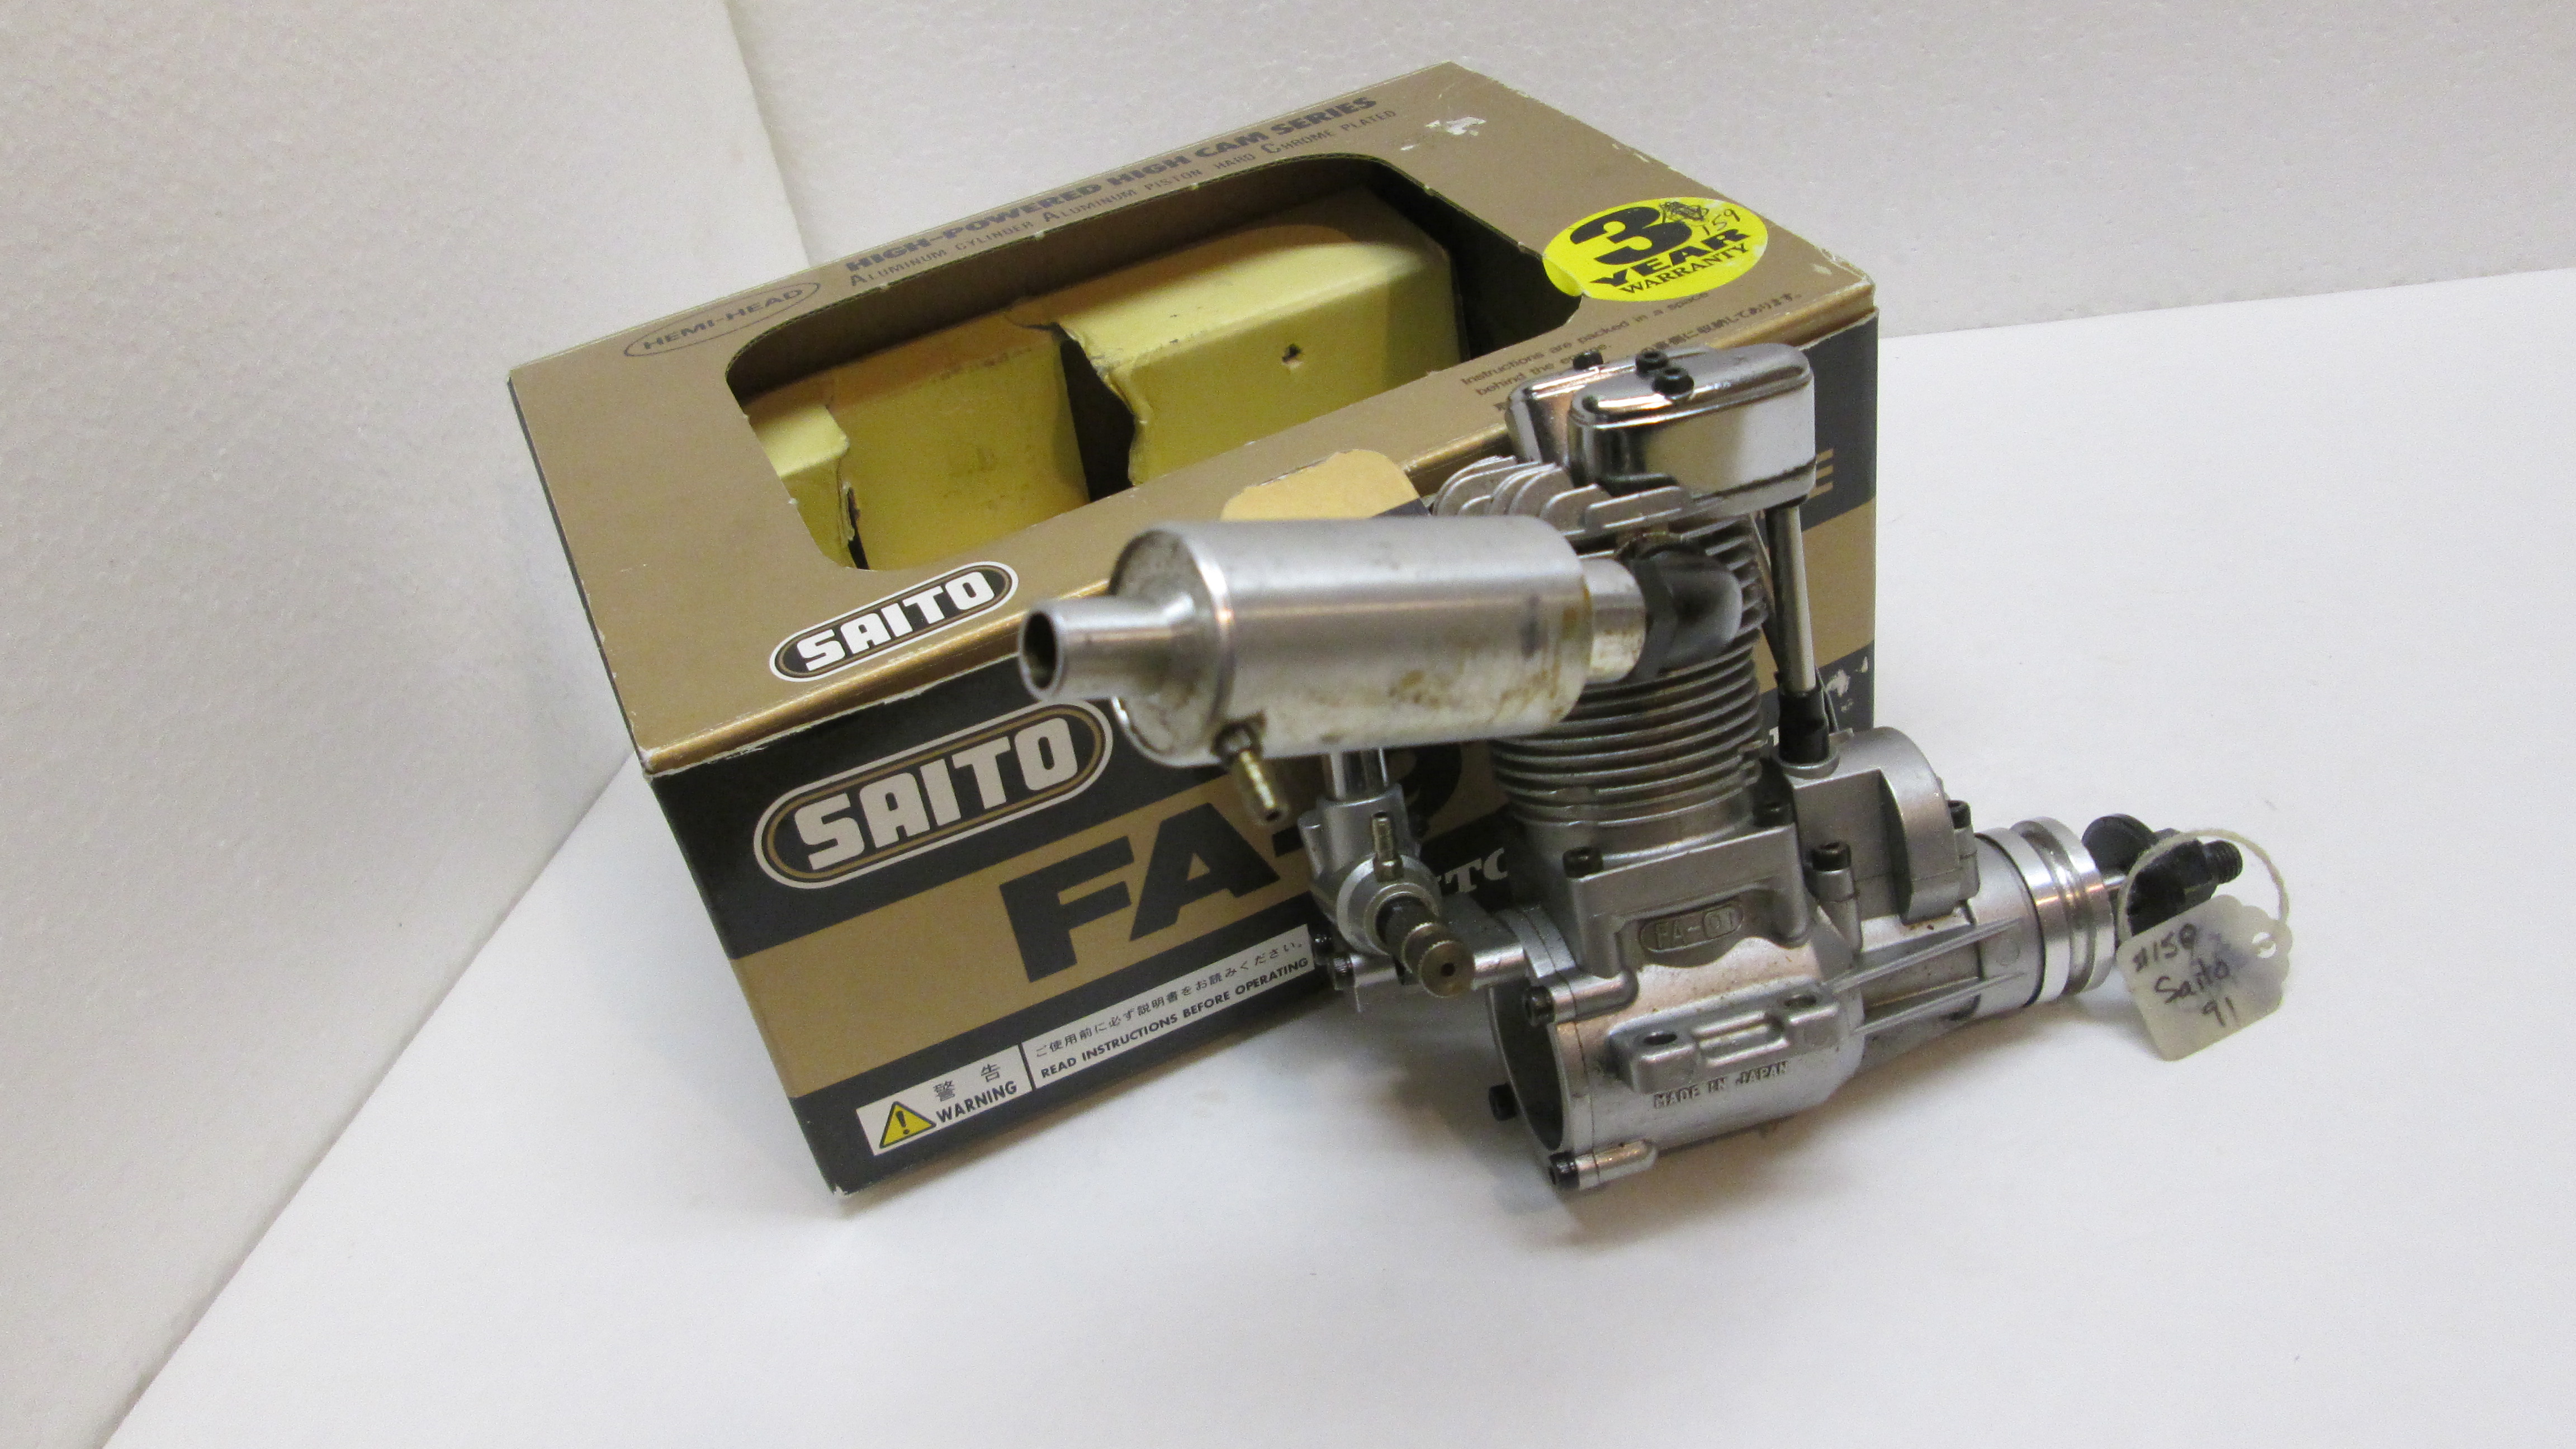 HEMI-HEAD
HIGH-POWERED HIGH CAM SERIES
ALUMINUM CYLINDER ALUMINUM PISTON HARD CHROME PLATED
3
159
YEAR
WARRANTY
Instructions are packed in a space
behind the engine.
SAITO
SAITO
FA-
警告
WARNING
ご使用前に必ず説明書をお読みください。
READ INSTRUCTIONS BEFORE OPERATING
FA-91
MADE IN JAPAN
#159
Saito
91